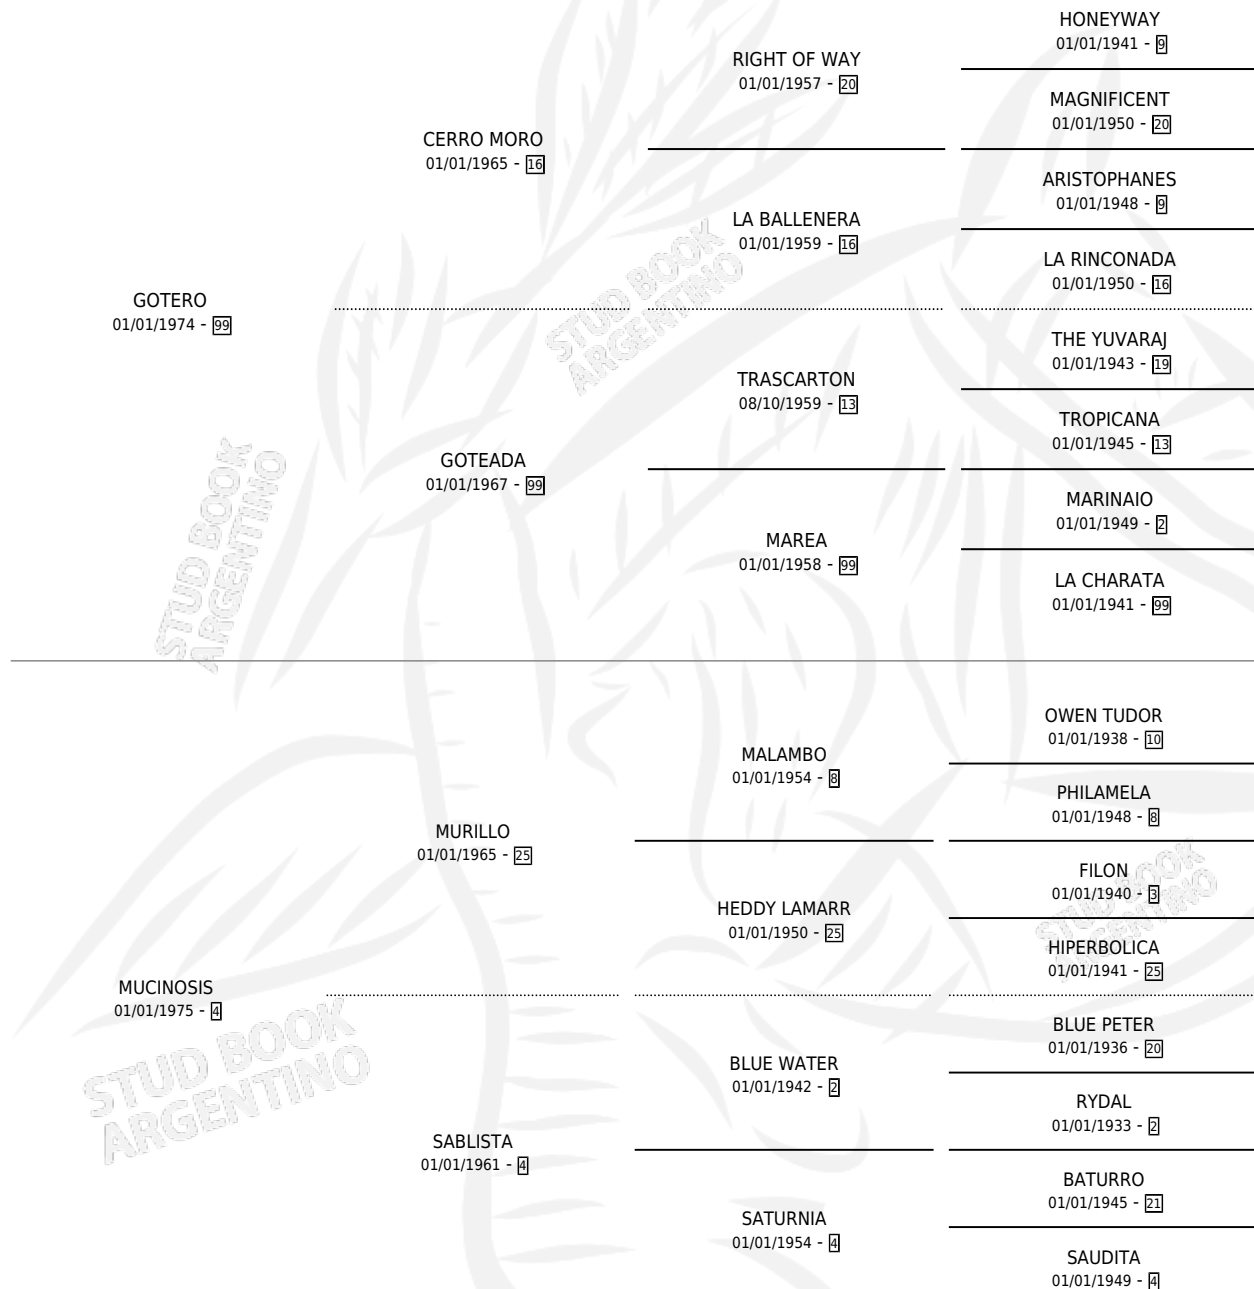 HONEYWAY
01/01/1941 - 9
RIGHT OF WAY
01/01/1957 - 20
MAGNIFICENT
01/01/1950 - 20
CERRO MORO
01/01/1965 - 16
ARISTOPHANES
01/01/1948 - 9
LA BALLENERA
01/01/1959 - 16
LA RINCONADA
01/01/1950 - 16
GOTERO
01/01/1974 - 99
THE YUVARAJ
01/01/1943 - 19
TRASCARTON
08/10/1959 - 13
TROPICANA
01/01/1945 - 13
GOTEADA
01/01/1967 - 99
MARINAIO
01/01/1949 - 2
MAREA
01/01/1958 - 99
LA CHARATA
01/01/1941 - 99
OWEN TUDOR
01/01/1938 - 10
MALAMBO
01/01/1954 - 8
PHILAMELA
01/01/1948 - 8
MURILLO
01/01/1965 - 25
FILON
01/01/1940 - 3
HEDDY LAMARR
01/01/1950 - 25
HIPERBOLICA
01/01/1941 - 25
MUCINOSIS
01/01/1975 - 4
BLUE PETER
01/01/1936 - 20
BLUE WATER
01/01/1942 - 2
RYDAL
01/01/1933 - 2
SABLISTA
01/01/1961 - 4
BATURRO
01/01/1945 - 21
SATURNIA
01/01/1954 - 4
SAUDITA
01/01/1949 - 4
STUD BOOK
ARGENTINO
STUD BOOK
ARGENTINO
STUD BOOK
ARGENTINO
STUD BOOK
ARGENTINO